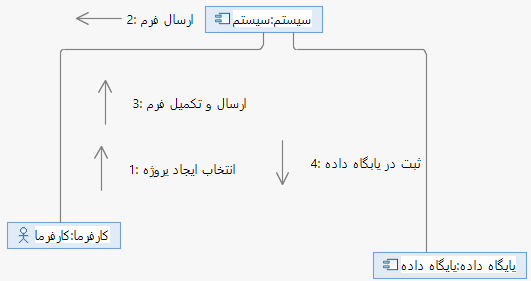 2: ارسال فرم
سیستم:سیستم
3: ارسال و تکمیل فرم
1: انتخاب ایجاد پروژه
4: ثبت در پایگاه داده
کارفرما:کارفرما
پایگاه داده:پایگاه داده